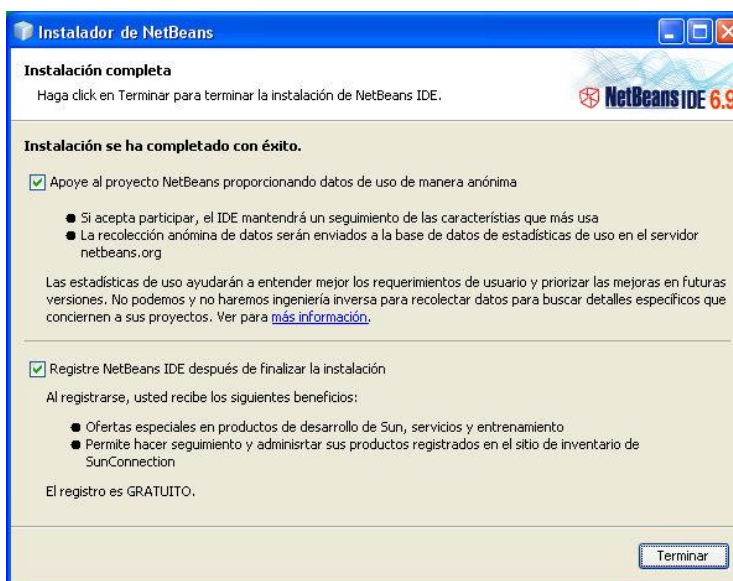 Instalador de NetBeans
Instalación completa
Haga click en Terminar para terminar la instalación de NetBeans IDE.
NetBeans IDE 6.9
Instalación se ha completado con éxito.
Apoye al proyecto NetBeans proporcionando datos de uso de manera anónima
Si acepta participar, el IDE mantendrá un seguimiento de las caracterísitias que más usa
La recolección anómina de datos serán enviados a la base de datos de estadísticas de uso en el servidor
netbeans.org
Las estadísticas de uso ayudarán a entender mejor los requerimientos de usuario y priorizar las mejoras en futuras
versiones. No podemos y no haremos ingeniería inversa para recolectar datos para buscar detalles específicos que
conciernen a sus proyectos. Ver para más información.
Registre NetBeans IDE después de finalizar la instalación
Al registrarse, usted recibe los siguientes beneficios:
Ofertas especiales en productos de desarrollo de Sun, servicios y entrenamiento
Permite hacer seguimiento y adminisrtar sus productos registrados en el sitio de inventario de
SunConnection
El registro es GRATUITO.
Terminar